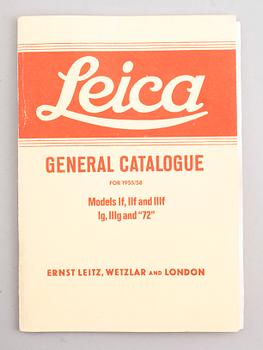 Leica
GENERAL CATALOGUE
FOR 1955/58
Models If, IIf and IIIf
Ig, IIIg and "72"
ERNST LEITZ, WETZLAR AND LONDON